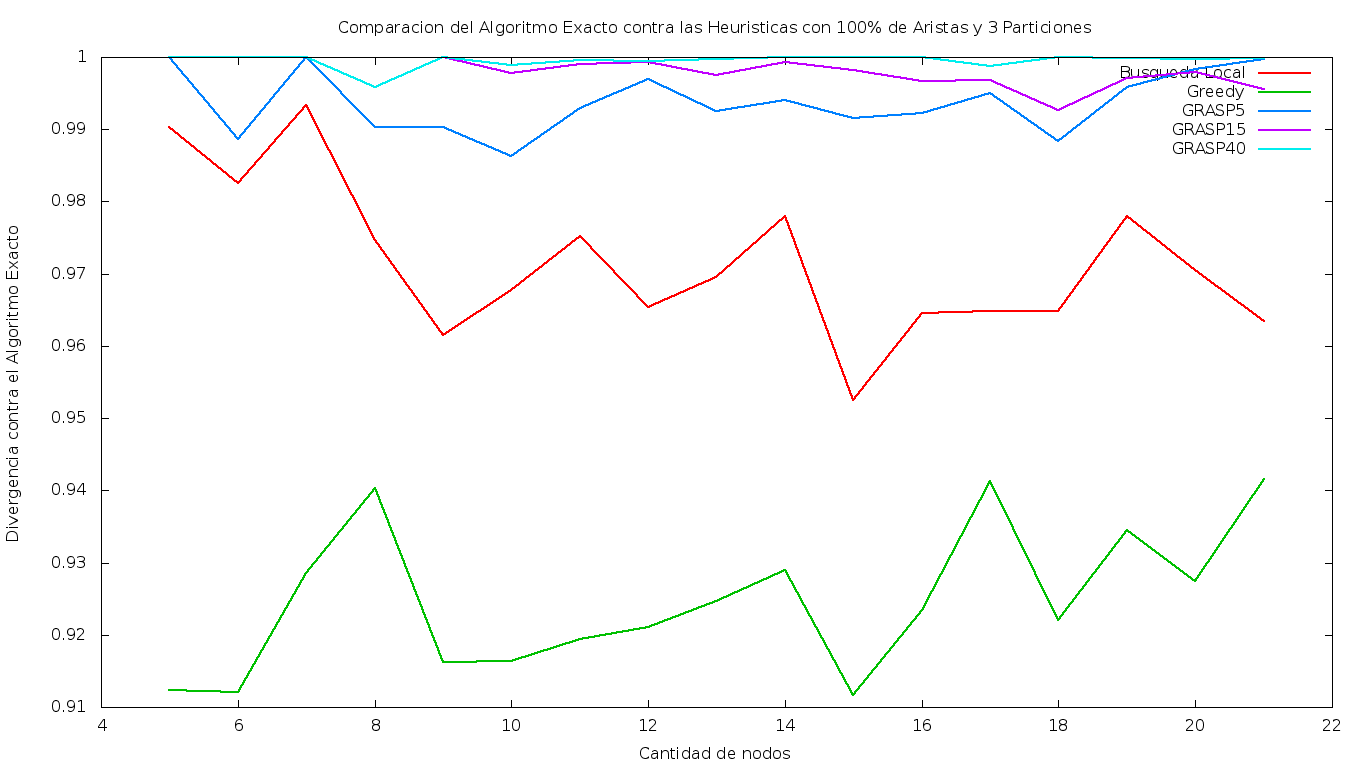 Comparacion del Algoritmo Exacto contra las Heuristicas con 100% de Aristas y 3 Particiones
1
0.99
0.98
0.97
0.96
0.95
0.94
0.93
0.92
0.91
Divergencia contra el Algoritmo Exacto
Busqueda Local
Greedy
GRASP5
GRASP15
GRASP40
4 6 8 10 12 14 16 18 20 22
Cantidad de nodos